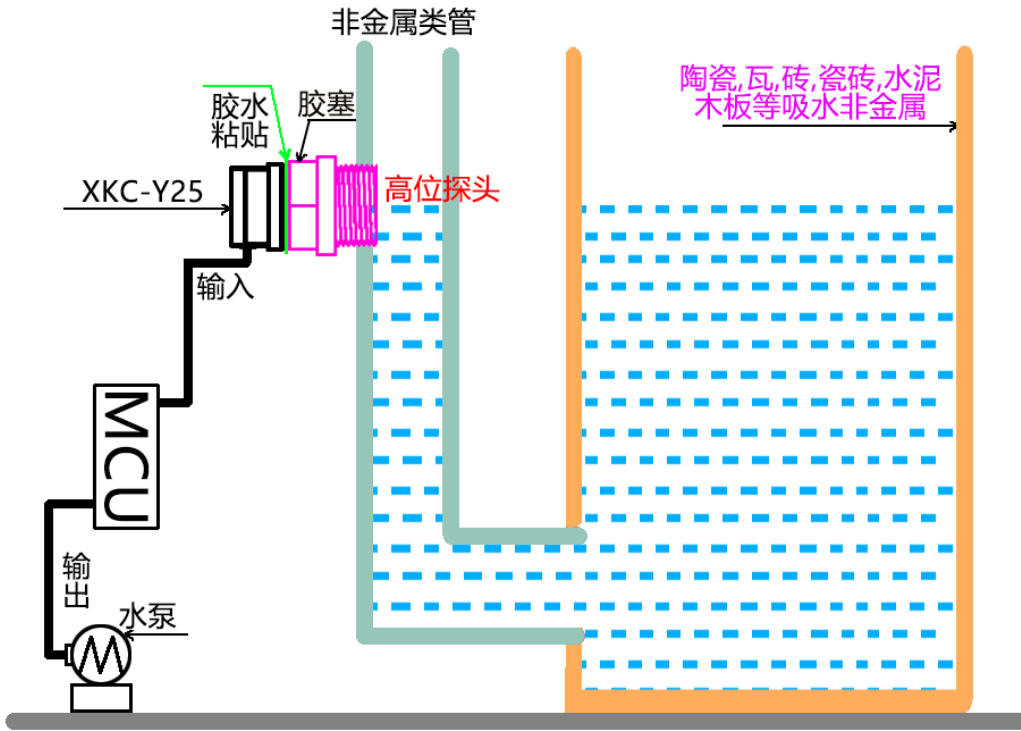 非金属类管
陶瓷,瓦,砖,瓷砖,水泥
木板等吸水非金属
胶水
粘贴
胶塞
XKC-Y25
高位探头
输入
MCU
输
出
水泵